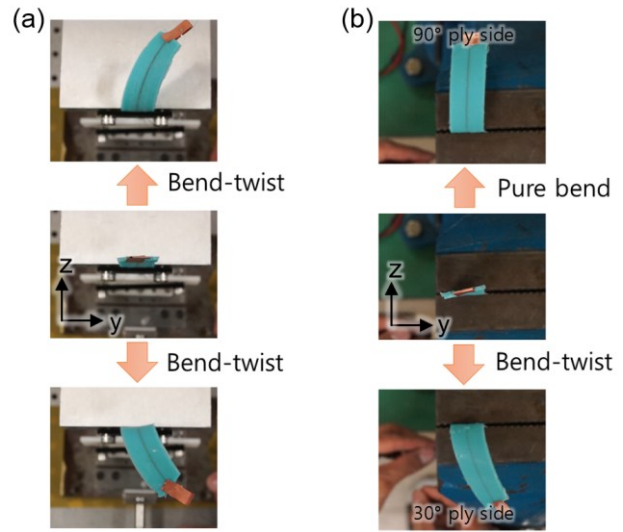 (a)
(b)
90° ply side
Bend-twist
Pure bend
z
y
z
y
Bend-twist
Bend-twist
30° ply side